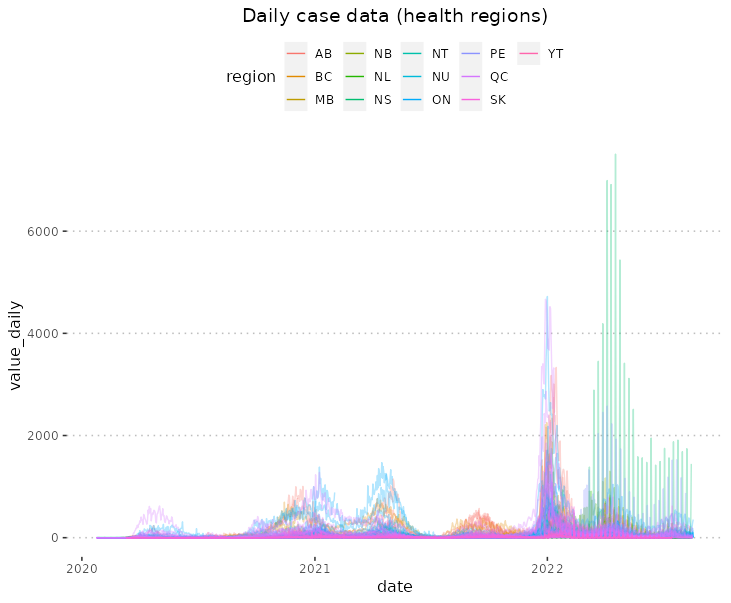 Daily case data (health regions)
AB NB NT PE YT
region BC NL NU QC
MB NS ON SK
6000
4000
2000
0
value_daily
2020 2021 2022
date